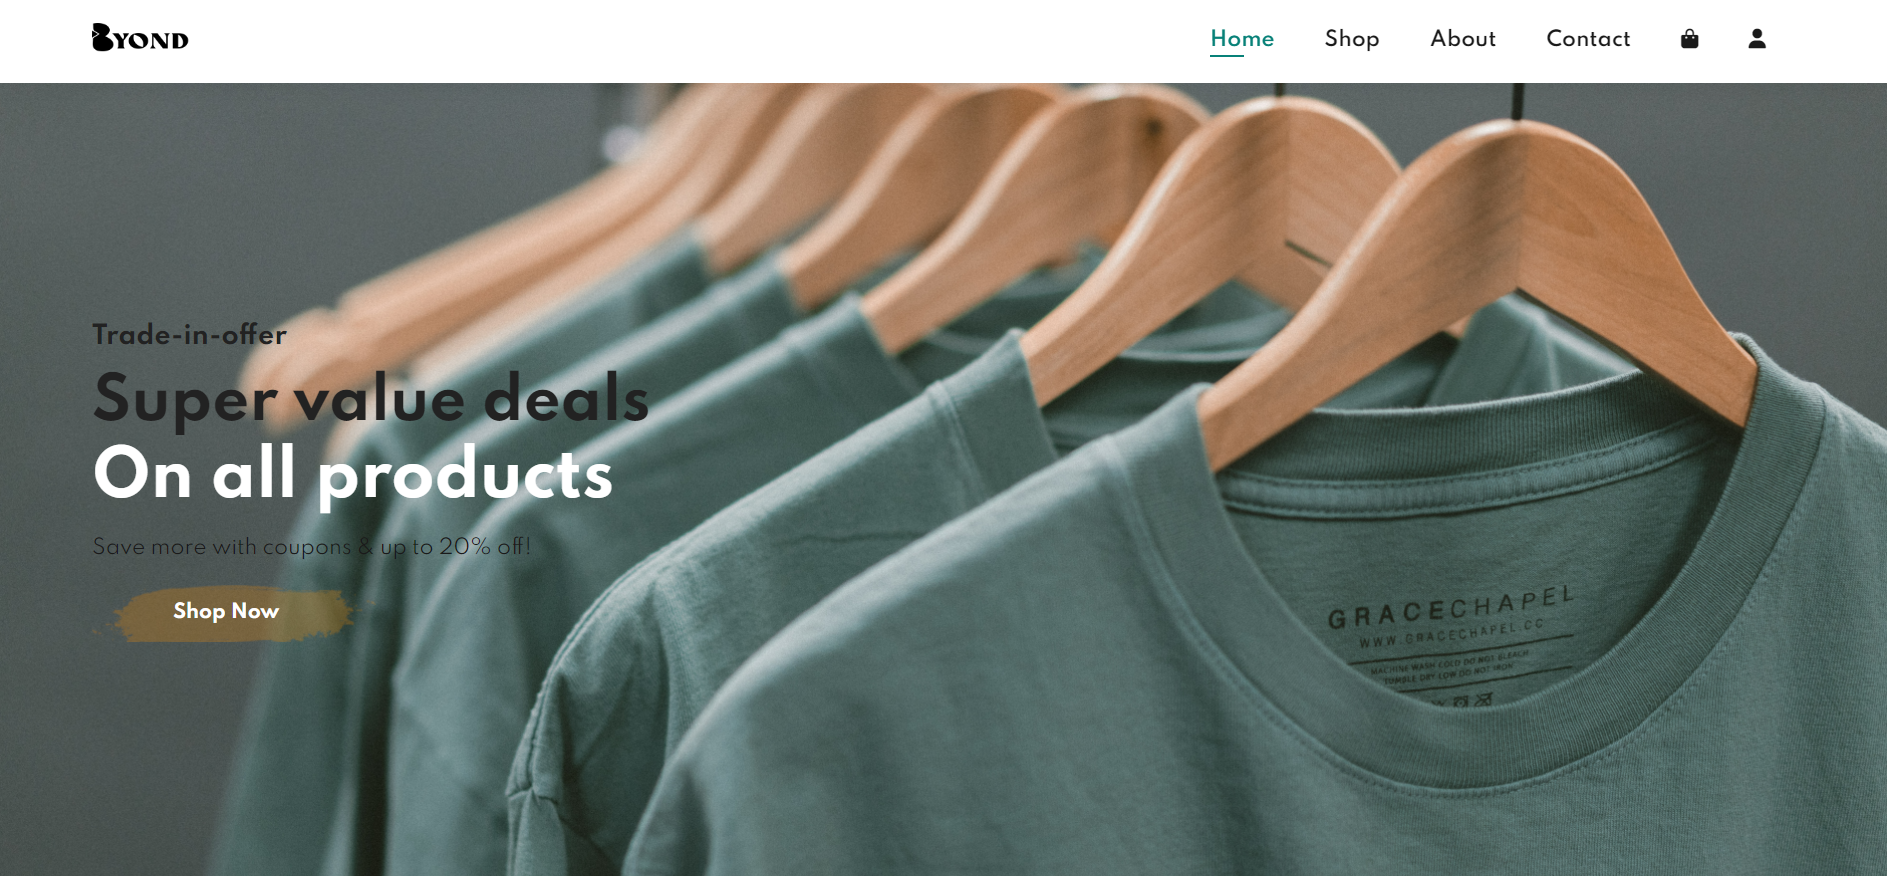 BYOND
Home Shop About Contact
Trade-in-offer
Super value deals
On all products
Save more with coupons & up to 20% off!
Shop Now
GRACECHAPEL
WWW.GRACECHAPEL.CC
MACHINE WASH COLD DO NOT BLEACH
TUMBLE DRY LOW DO NOT IRON